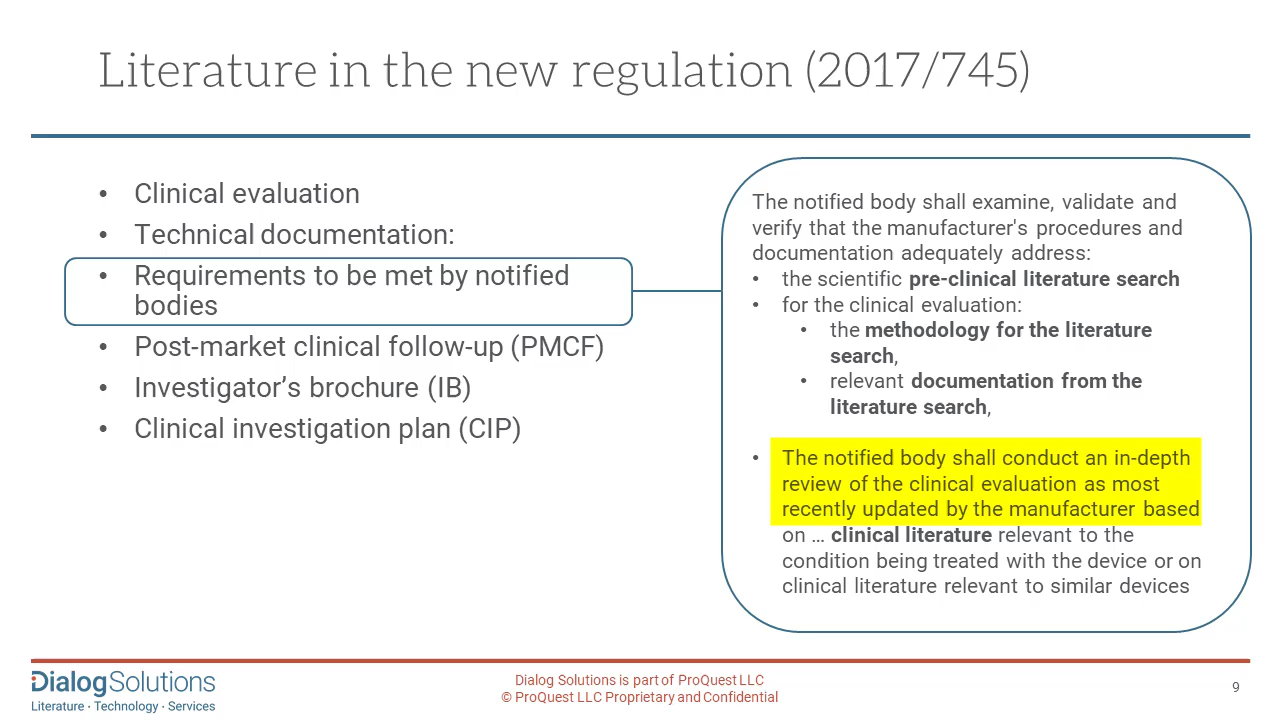 Literature in the new regulation (2017/745)
• Clinical evaluation
• Technical documentation:
• Requirements to be met by notified
bodies
• Post-market clinical follow-up (PMCF)
• Investigator’s brochure (IB)
• Clinical investigation plan (CIP)
The notified body shall examine, validate and
verify that the manufacturer's procedures and
documentation adequately address:
• the scientific pre-clinical literature search
• for the clinical evaluation:
• the methodology for the literature
search,
• relevant documentation from the
literature search,
• The notified body shall conduct an in-depth
review of the clinical evaluation as most
recently updated by the manufacturer based
on … clinical literature relevant to the
condition being treated with the device or on
clinical literature relevant to similar devices
DialogSolutions
Literature · Technology · Services
Dialog Solutions is part of ProQuest LLC
© ProQuest LLC Proprietary and Confidential
9